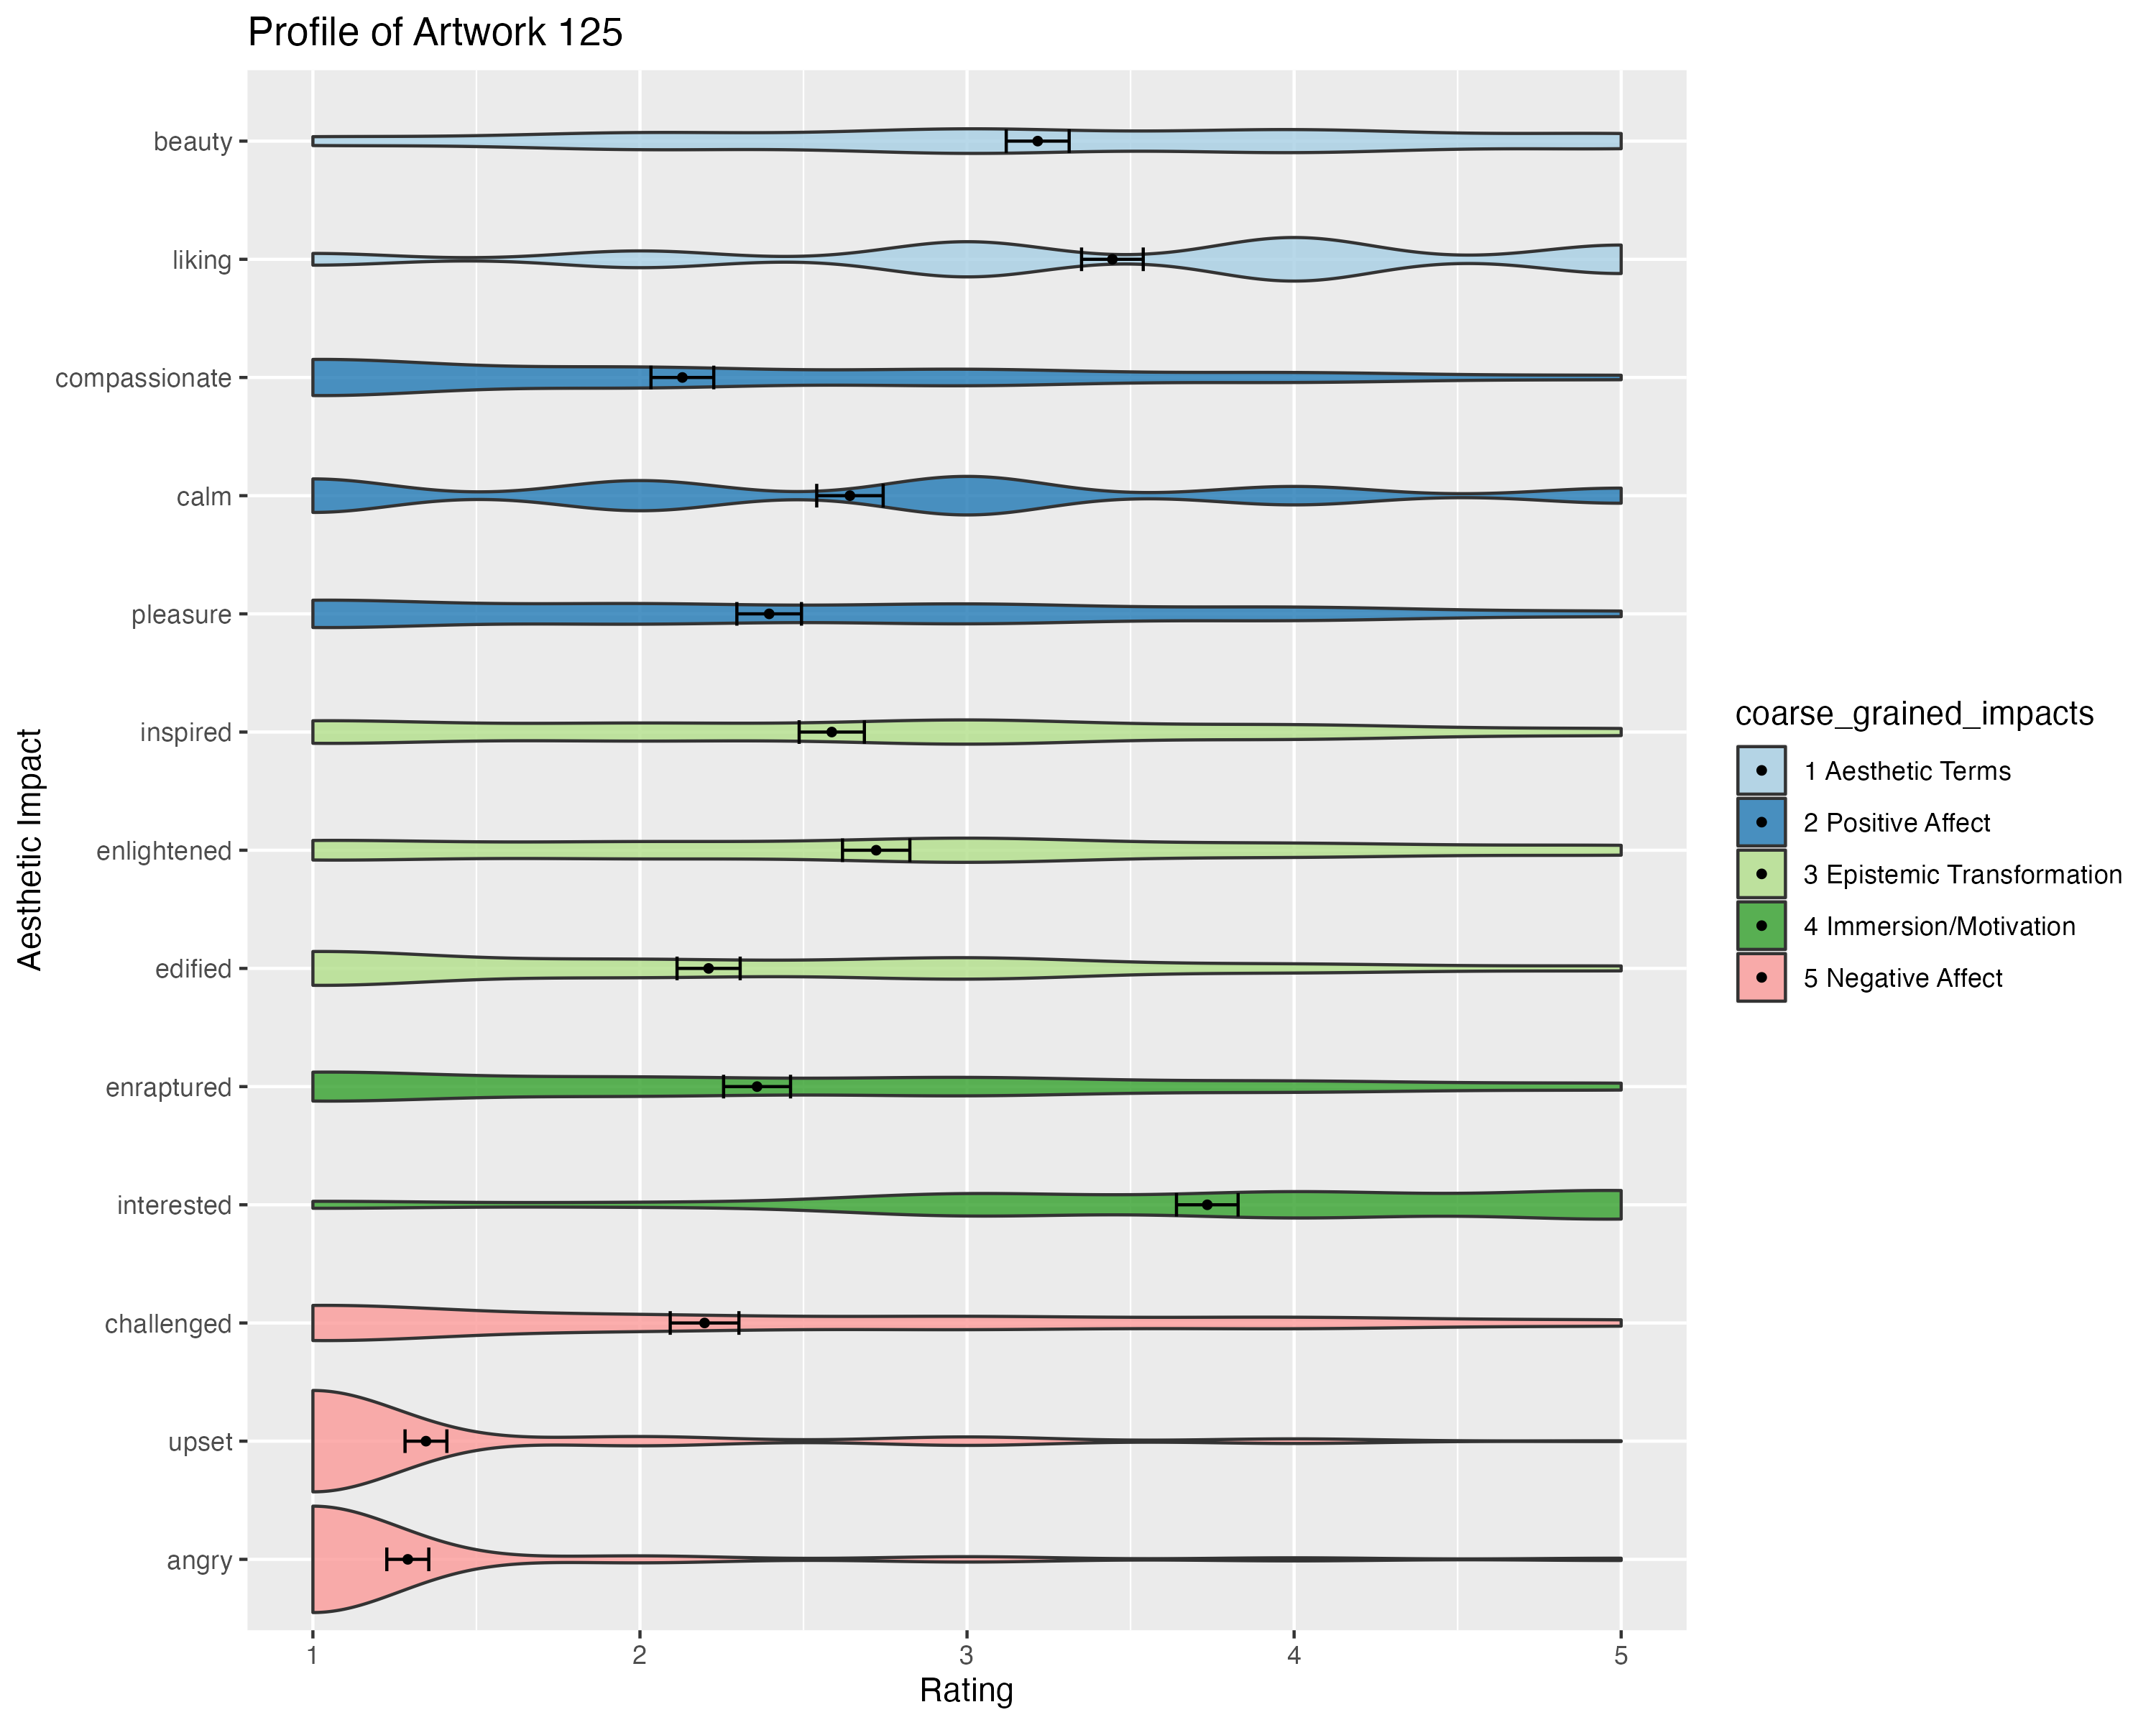 Profile of Artwork 125
beauty
liking
compassionate
calm
pleasure
inspired
enlightened
edified
enraptured
interested
challenged
upset
angry
Aesthetic Impact
1 2 3 4 5
Rating
coarse_grained_impacts
1 Aesthetic Terms
2 Positive Affect
3 Epistemic Transformation
4 Immersion/Motivation
5 Negative Affect